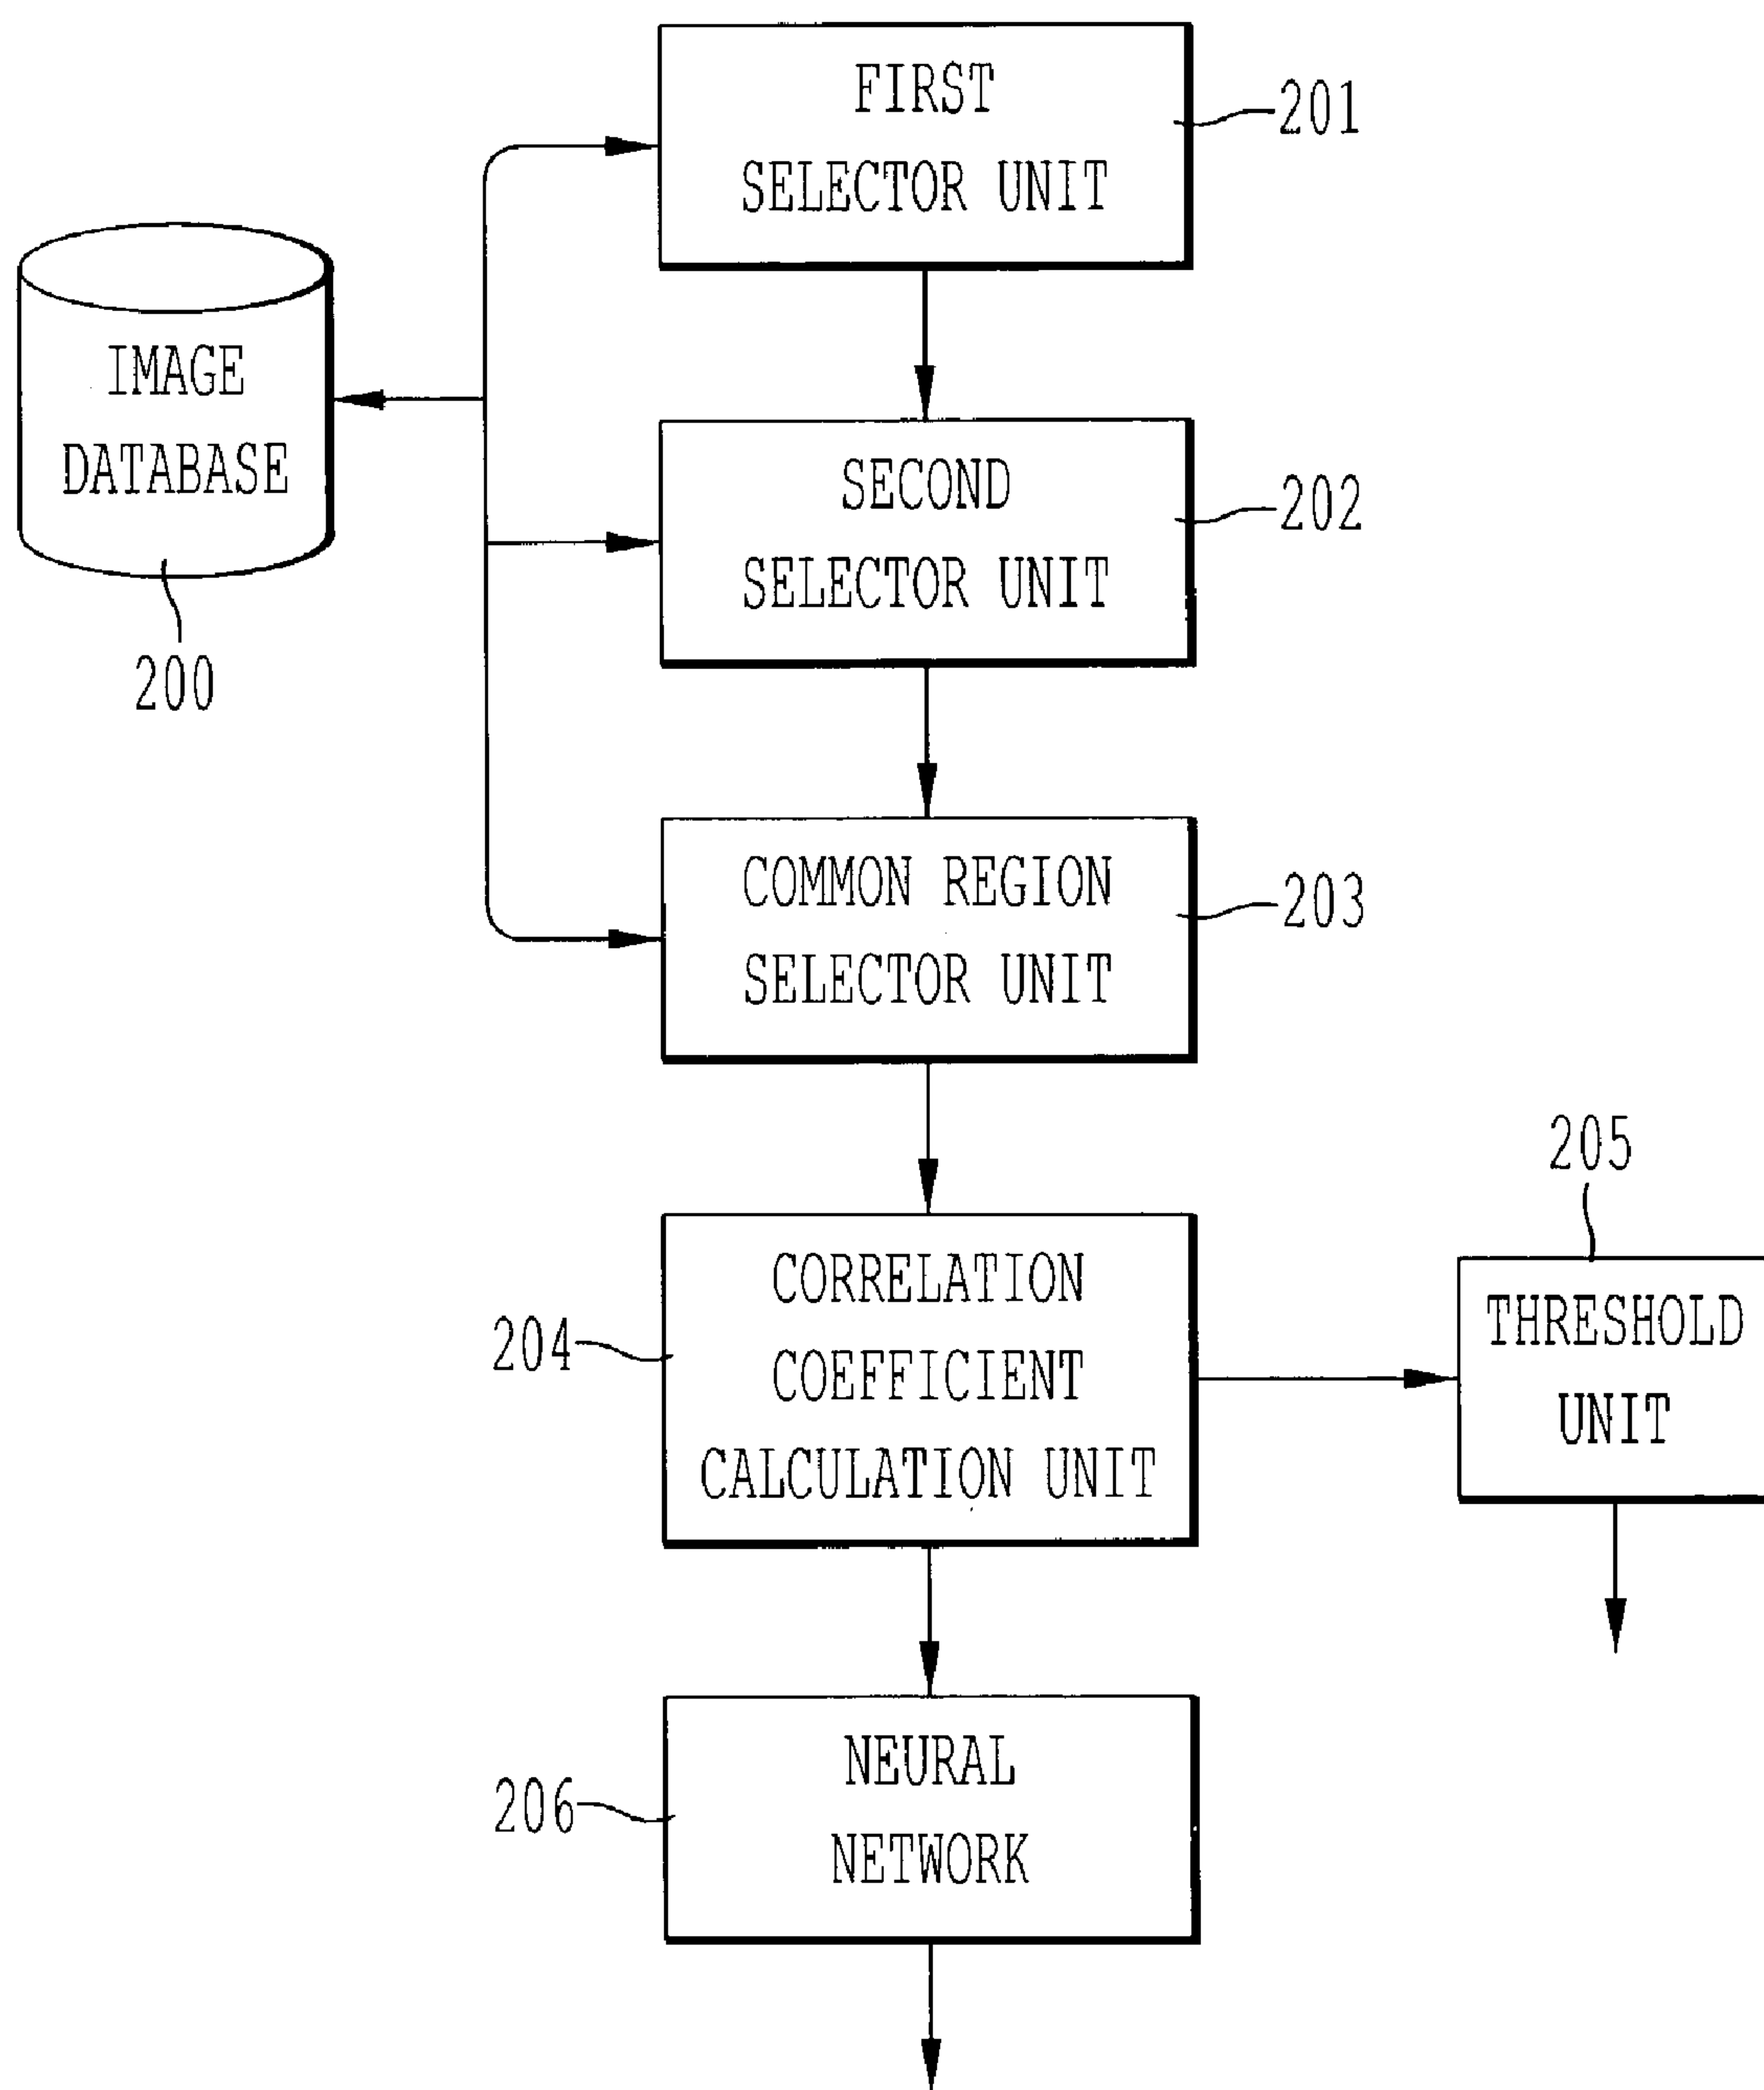 FIRST
SELECTOR UNIT
201
IMAGE
DATABASE
200
SECOND
SELECTOR UNIT
202
COMMON REGION
SELECTOR UNIT
203
CORRELATION
COEFFICIENT
CALCULATION UNIT
204
205
THRESHOLD
UNIT
NEURAL
NETWORK
206